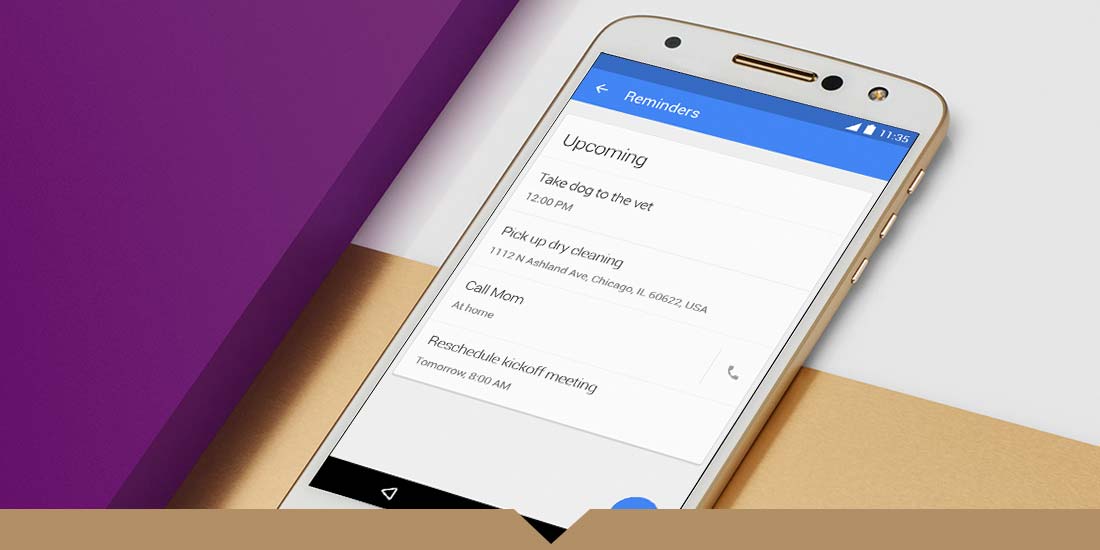 11:35
Reminders
Upcoming
Take dog to the vet
12:00 PM
Pick up dry cleaning
1112 N Ashland Ave, Chicago, IL 60622, USA
Call Mom
At home
Reschedule kickoff meeting
Tomorrow, 8:00 AM